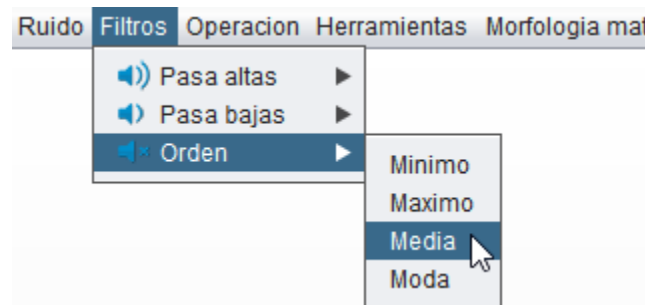 Ruido Filtros Operacion Herramientas Morfologia mat
Pasa altas
Pasa bajas
Orden
Minimo
Maximo
Media
Moda